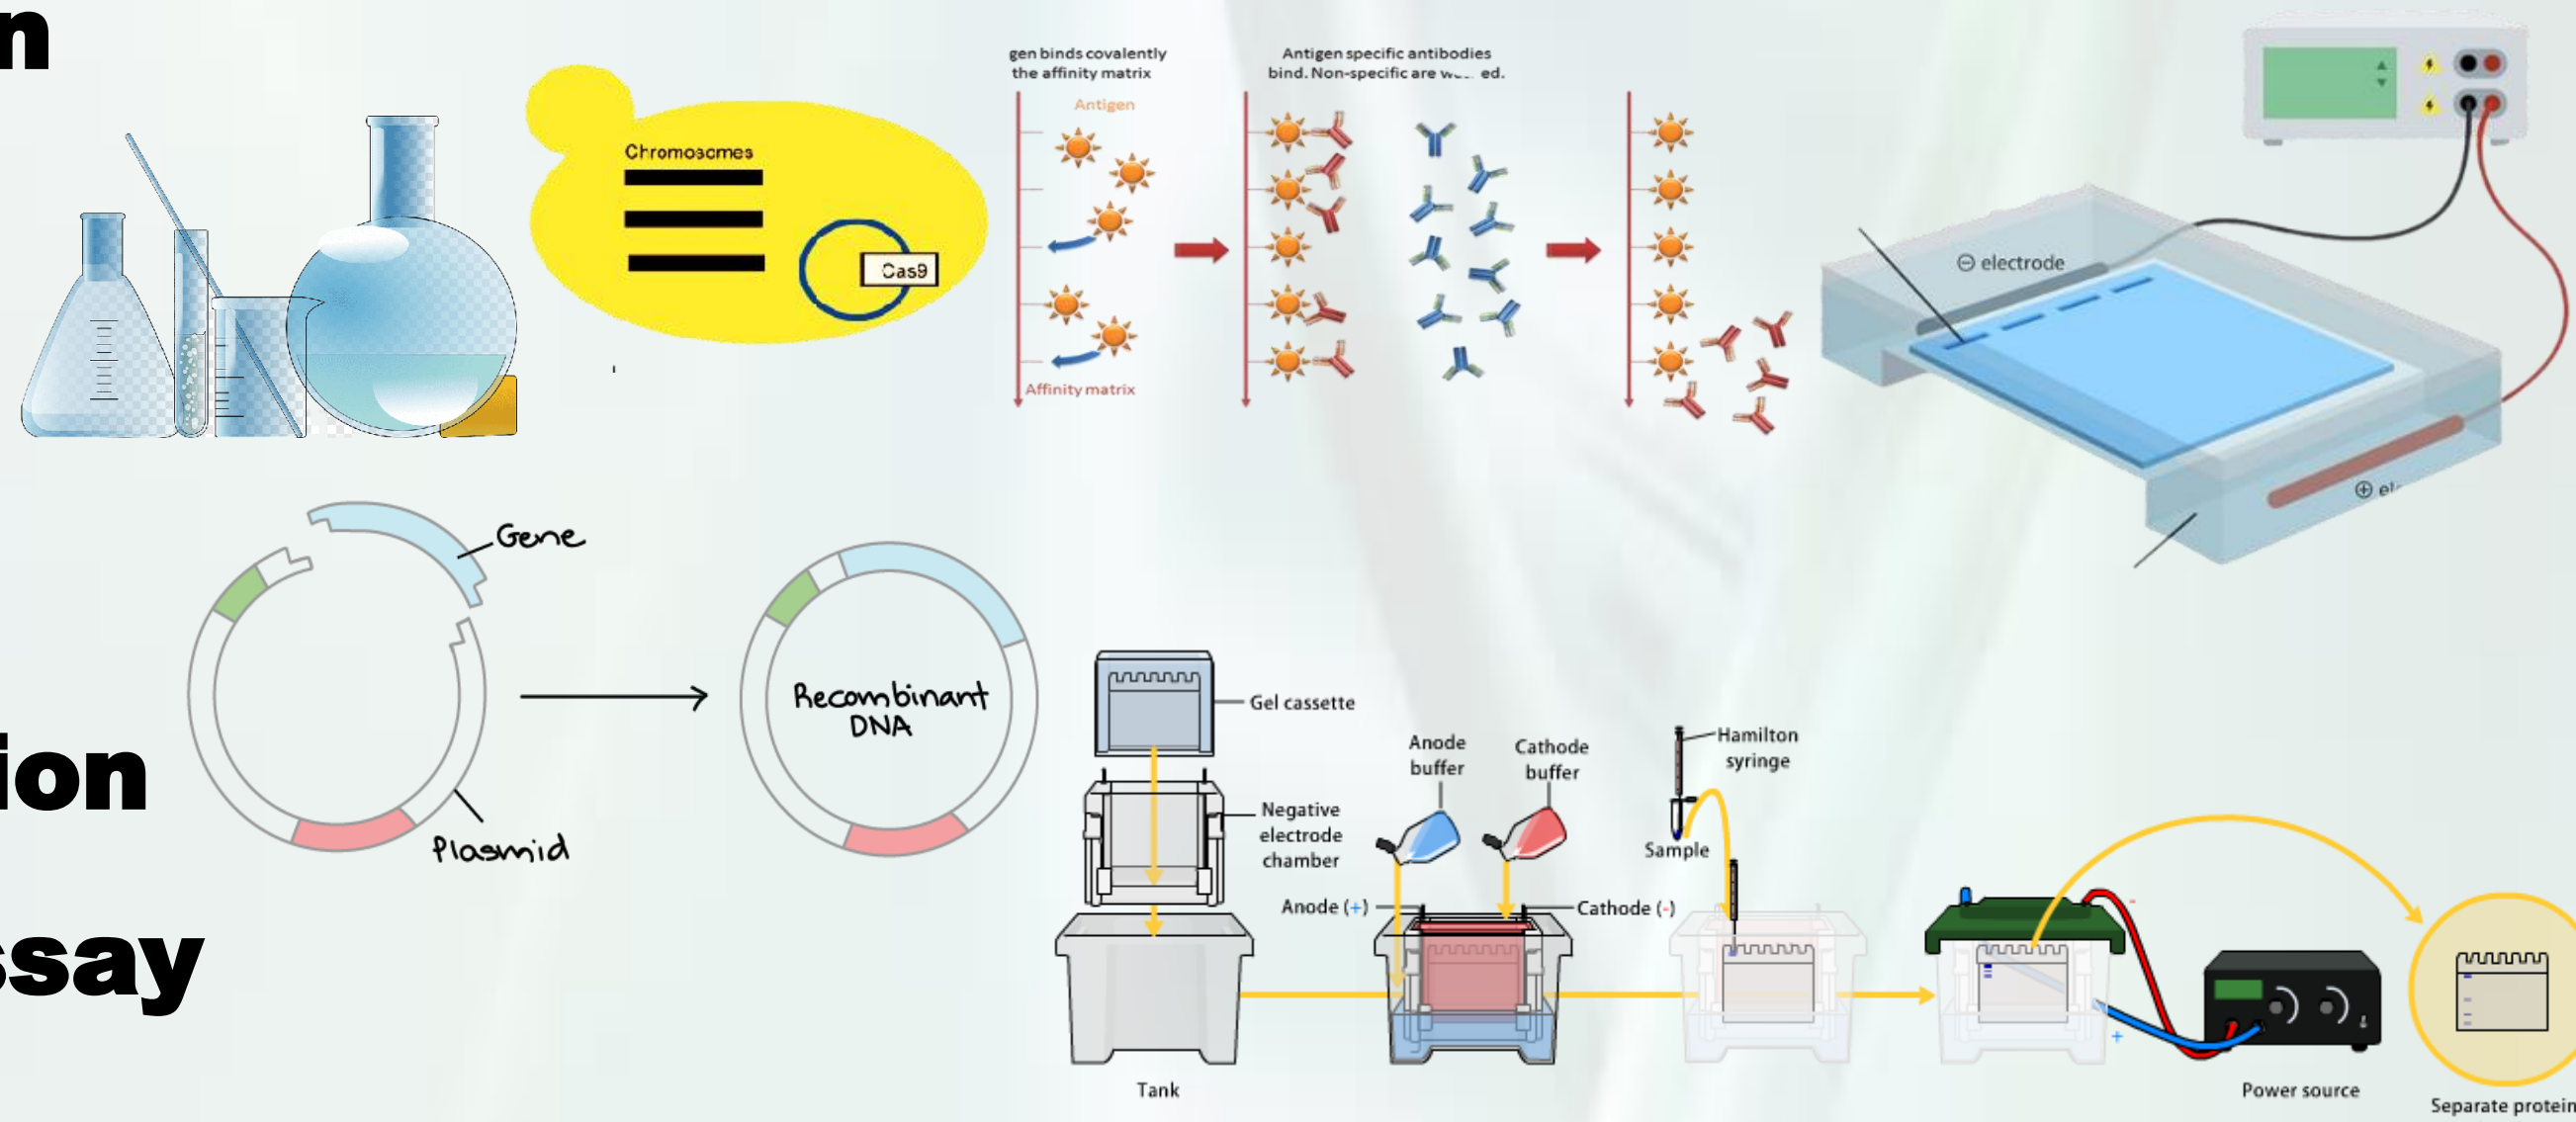 n
gen binds covalently
the affinity matrix
Antigen
Affinity matrix
Antigen specific antibodies
bind. Non-specific are
Chromosomes
Cas9
⊖ electrode
⊕
Gene
Plasmid
Recombinant
DNA
ion
ssay
Gel cassette
Negative
electrode
chamber
Tank
Anode
buffer
Cathode
buffer
Anode (+)
Cathode (-)
Hamilton
syringe
Sample
-
+
Power source
Separate protein